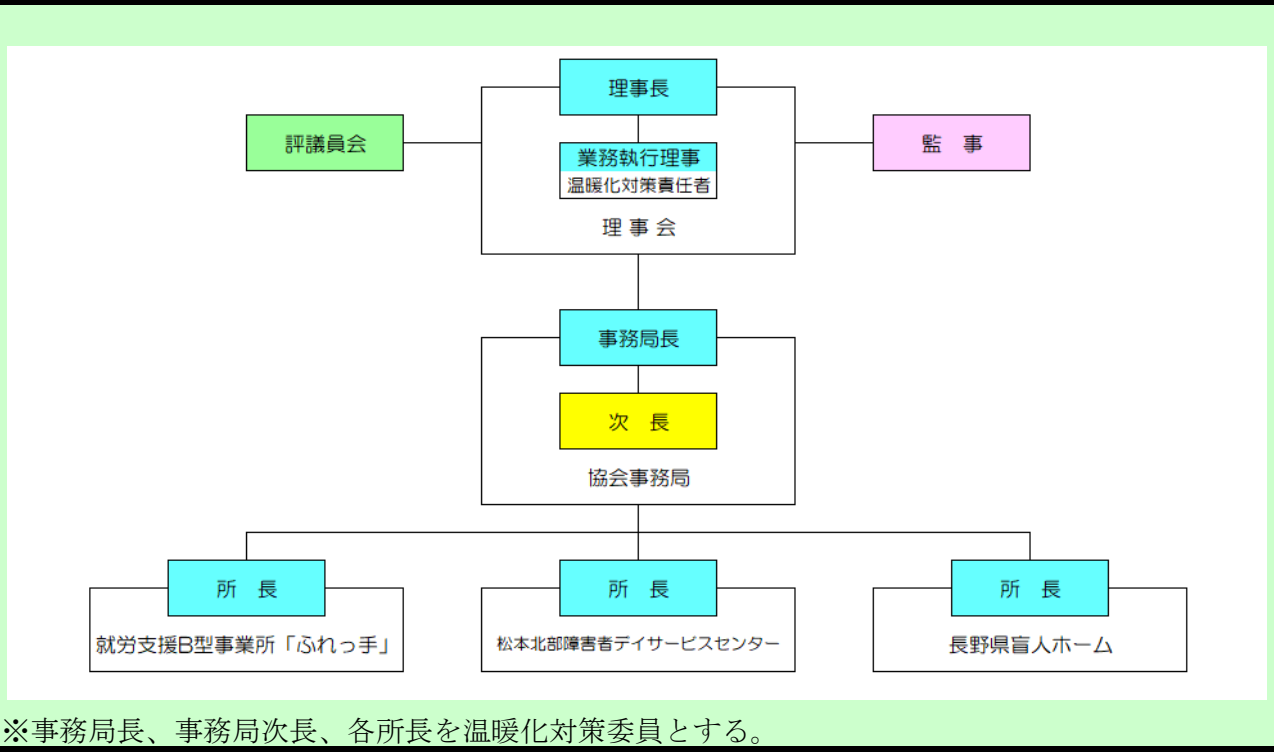 理事長
評議員会
監　事
業務執行理事
温暖化対策責任者
理 事 会
事務局長
次　長
協会事務局
所　長
所　長
所　長
就労支援B型事業所「ふれっ手」
松本北部障害者デイサービスセンター
長野県盲人ホーム
※事務局長、事務局次長、各所長を温暖化対策委員とする。